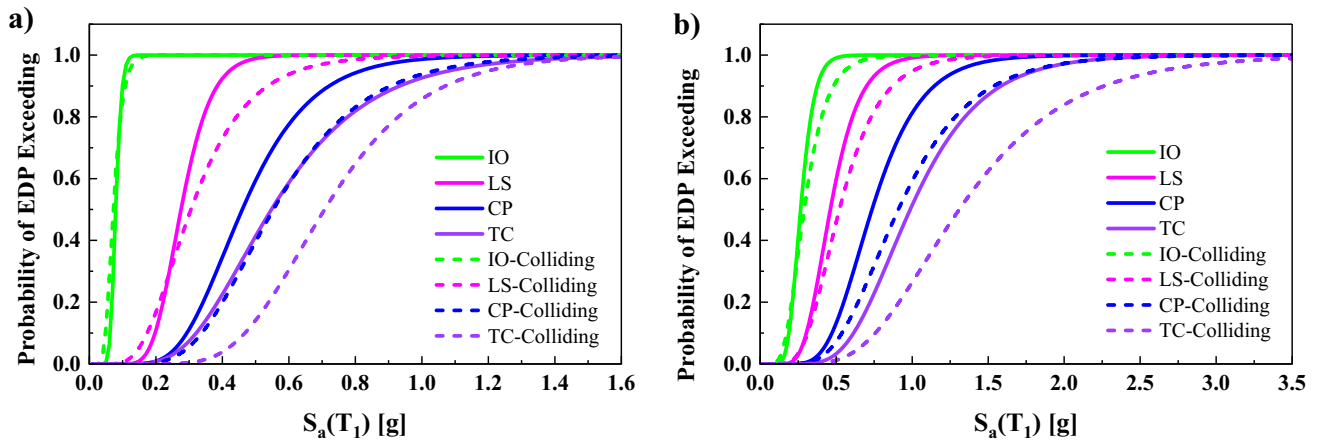 a)
Probability of EDP Exceeding
1.0
0.8
0.6
0.4
0.2
0.0
IO
LS
CP
TC
IO-Colliding
LS-Colliding
CP-Colliding
TC-Colliding
0.0 0.2 0.4 0.6 0.8 1.0 1.2 1.4 1.6
Sa(T1) [g]
b)
Probability of EDP Exceeding
1.0
0.8
0.6
0.4
0.2
0.0
IO
LS
CP
TC
IO-Colliding
LS-Colliding
CP-Colliding
TC-Colliding
0.0 0.5 1.0 1.5 2.0 2.5 3.0 3.5
Sa(T1) [g]